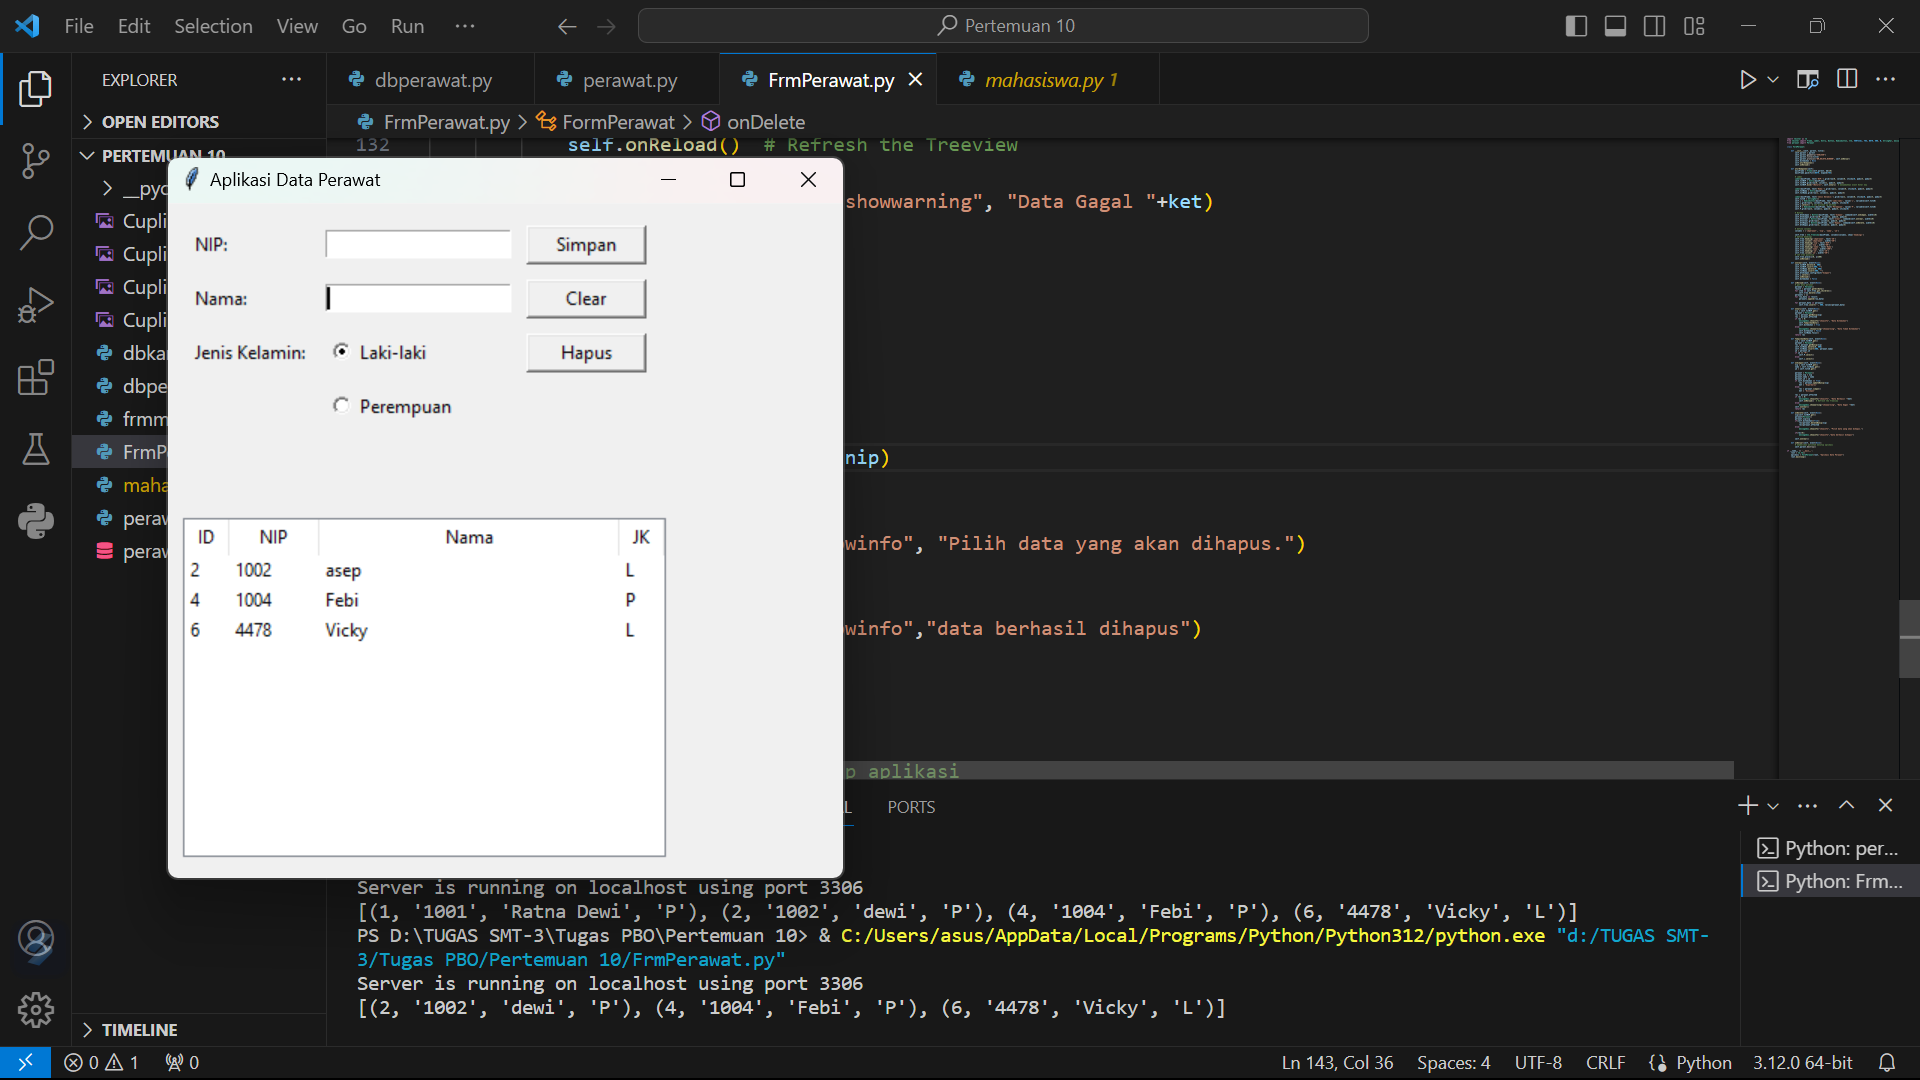 File Edit Selection View Go Run ··· Pertemuan 10
EXPLORER ···
dbperawat.py perawat.py FrmPerawat.py mahasiswa.py 1
FrmPerawat.py > FormPerawat > onDelete
OPEN EDITORS
PERTEMUAN 10
__pyc
Cupli
Cupli
Cupli
Cupli
dbka
dbpe
frmm
FrmP
maha
peraw
peraw
TIMELINE
132 self.onReload() # Refresh the Treeview
showwarning", "Data Gagal "+ket)
nip)
winfo", "Pilih data yang akan dihapus.")
winfo","data berhasil dihapus")
p aplikasi
Aplikasi Data Perawat
NIP: Simpan
Nama: Clear
Jenis Kelamin: Laki-laki Hapus
Perempuan
ID NIP Nama JK
2 1002 asep L
4 1004 Febi P
6 4478 Vicky L
L PORTS
Python: per...
Python: Frm...
Server is running on localhost using port 3306
[(1, '1001', 'Ratna Dewi', 'P'), (2, '1002', 'dewi', 'P'), (4, '1004', 'Febi', 'P'), (6, '4478', 'Vicky', 'L')]
PS D:\TUGAS SMT-3\Tugas PBO\Pertemuan 10> & C:/Users/asus/AppData/Local/Programs/Python/Python312/python.exe "d:/TUGAS SMT-
3/Tugas PBO/Pertemuan 10/FrmPerawat.py"
Server is running on localhost using port 3306
[(2, '1002', 'dewi', 'P'), (4, '1004', 'Febi', 'P'), (6, '4478', 'Vicky', 'L')]
0 1 0 Ln 143, Col 36 Spaces: 4 UTF-8 CRLF Python 3.12.0 64-bit